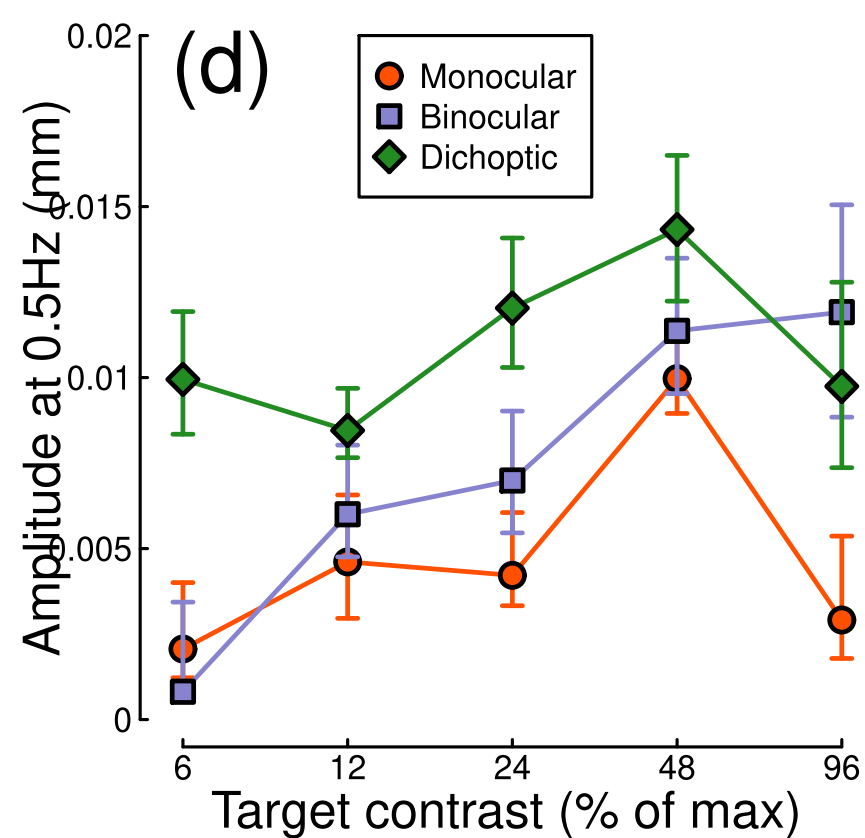 (d)
Monocular
Binocular
Dichoptic
Amplitude at 0.5Hz (mm)
0.02
0.015
0.01
0.005
0
6 12 24 48 96
Target contrast (% of max)